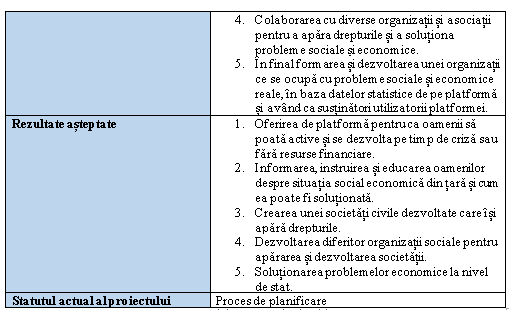 4. Colaborarea cu diverse organizații și asociații
pentru a apăra drepturile și a soluționa
probleme sociale și economice.
5. În final formarea și dezvoltarea unei organizații
ce se ocupă cu probleme sociale și economice
reale, în baza datelor statistice de pe platformă
și având ca susținători utilizatorii platformei.
Rezultate așteptate
1. Oferirea de platformă pentru ca oamenii să
poată active și se dezvolta pe timp de criză sau
fără resurse financiare.
2. Informarea, instruirea și educarea oamenilor
despre situația social economică din țară și cum
ea poate fi soluționată.
3. Crearea unei societăți civile dezvoltate care își
apără drepturile.
4. Dezvoltarea diferitor organizații sociale pentru
apărarea și dezvoltarea societății.
5. Soluționarea problemelor economice la nivel
de stat.
Statutul actual al proiectului
Proces de planificare